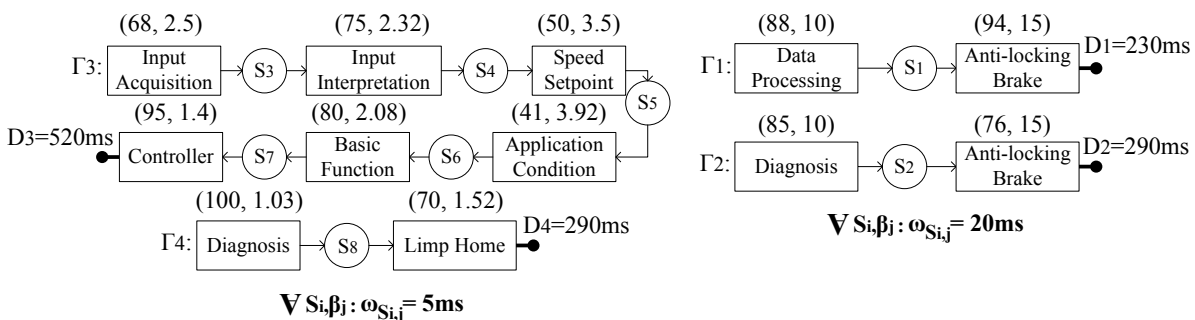 (68, 2.5) (75, 2.32) (50, 3.5)
Γ3: Input Acquisition S3 Input Interpretation S4 Speed Setpoint
S5
(95, 1.4) (80, 2.08) (41, 3.92)
D3=520ms Controller S7 Basic Function S6 Application Condition
(100, 1.03) (70, 1.52)
Γ4: Diagnosis S8 Limp Home D4=290ms
∀ Si,βj : ωSi,j = 5ms
(88, 10) (94, 15)
Γ1: Data Processing S1 Anti-locking Brake D1=230ms
(85, 10) (76, 15)
Γ2: Diagnosis S2 Anti-locking Brake D2=290ms
∀ Si,βj : ωSi,j = 20ms